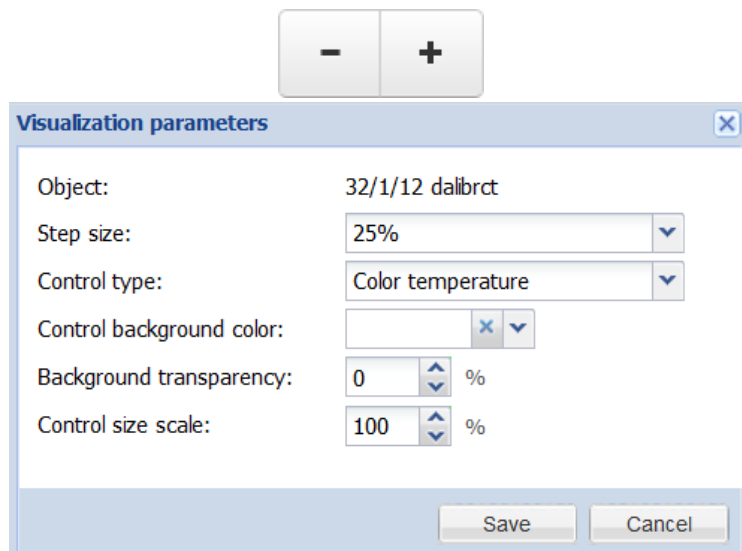 - +
Visualization parameters
Object: 32/1/12 dalibrct
Step size: 25%
Control type: Color temperature
Control background color:
Background transparency: 0 %
Control size scale: 100 %
Save Cancel